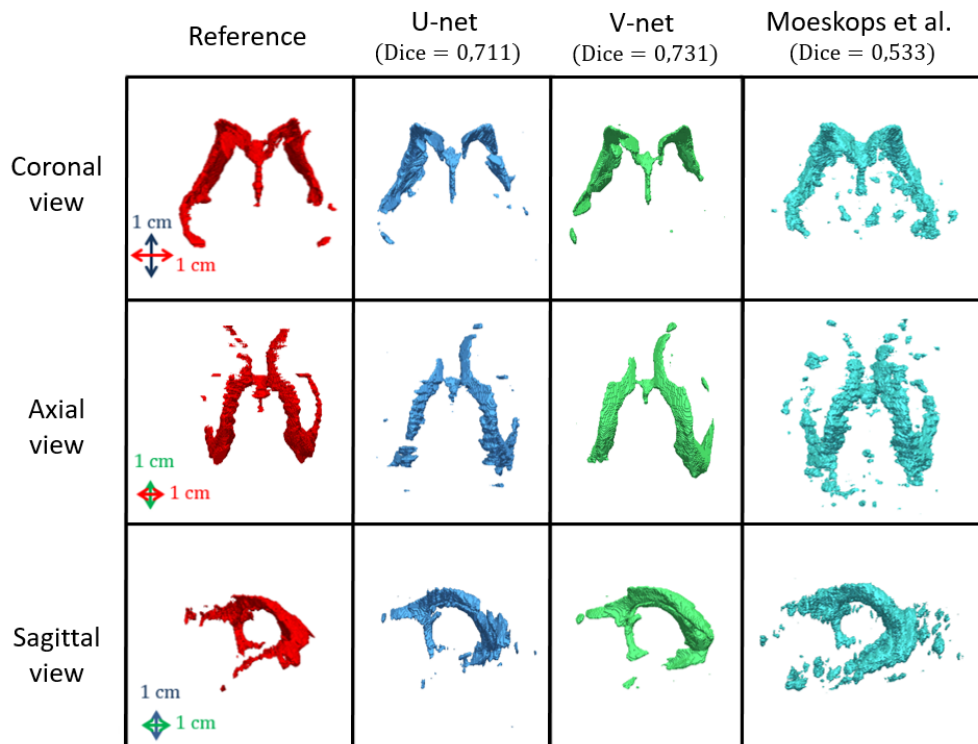 Reference
U-net
(Dice = 0,711)
V-net
(Dice = 0,731)
Moeskops et al.
(Dice = 0,533)
Coronal
view
1 cm
1 cm
Axial
view
1 cm
1 cm
Sagittal
view
1 cm
1 cm